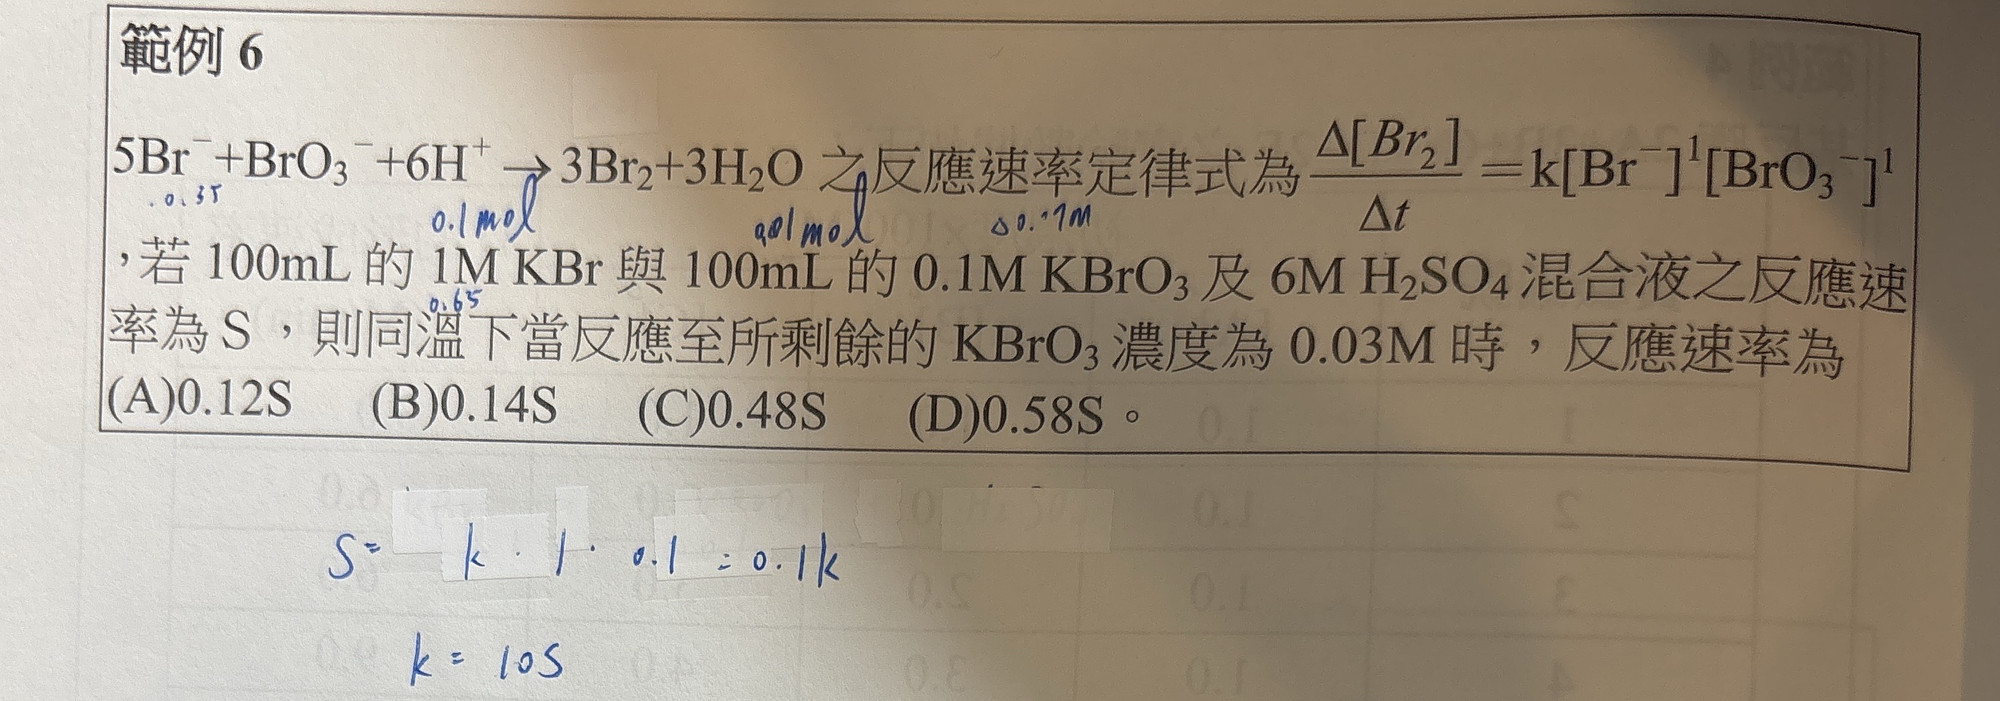 範例 6
5Br⁻+BrO₃⁻+6H⁺→3Br₂+3H₂O 之反應速率定律式為 Δ[Br₂]/Δt =k[Br⁻]¹[BrO₃⁻]¹
.0.35
0.1mol 0.01mol
,若 100mL 的 1M KBr 與 100mL 的 0.1M KBrO₃ 及 6M H₂SO₄ 混合液之反應速
0.65
率為 S,則同溫下當反應至所剩餘的 KBrO₃ 濃度為 0.03M 時,反應速率為
(A)0.12S (B)0.14S (C)0.48S (D)0.58S。
S= k · 1 · 0.1 = 0.1k
k = 10S